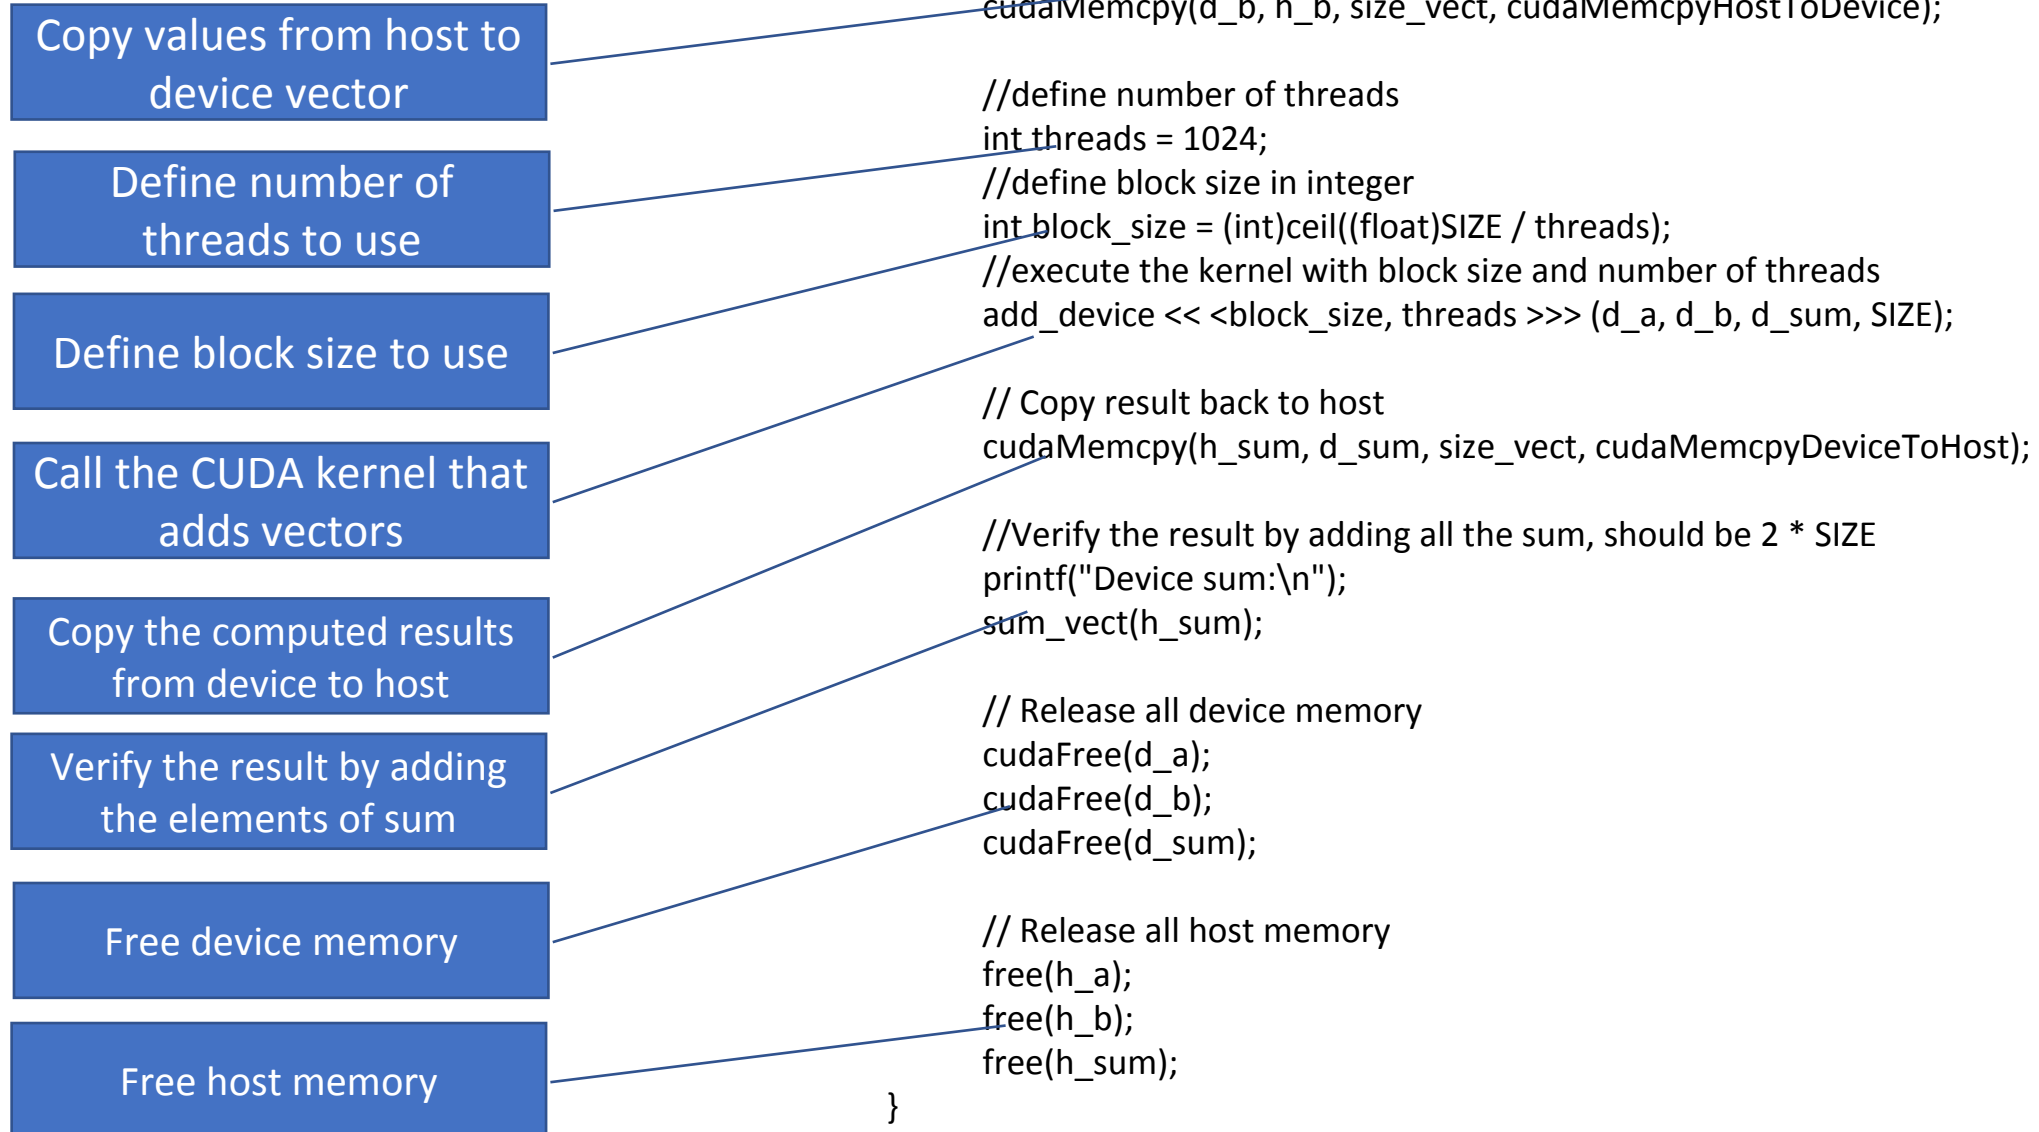 Copy values from host to
device vector
Define number of
threads to use
Define block size to use
Call the CUDA kernel that
adds vectors
Copy the computed results
from device to host
Verify the result by adding
the elements of sum
Free device memory
Free host memory
cudaMemcpy(d_b, h_b, size_vect, cudaMemcpyHostToDevice);
//define number of threads
int threads = 1024;
//define block size in integer
int block_size = (int)ceil((float)SIZE / threads);
//execute the kernel with block size and number of threads
add_device << <block_size, threads >>> (d_a, d_b, d_sum, SIZE);
// Copy result back to host
cudaMemcpy(h_sum, d_sum, size_vect, cudaMemcpyDeviceToHost);
//Verify the result by adding all the sum, should be 2 * SIZE
printf("Device sum:\n");
sum_vect(h_sum);
// Release all device memory
cudaFree(d_a);
cudaFree(d_b);
cudaFree(d_sum);
// Release all host memory
free(h_a);
free(h_b);
free(h_sum);
}